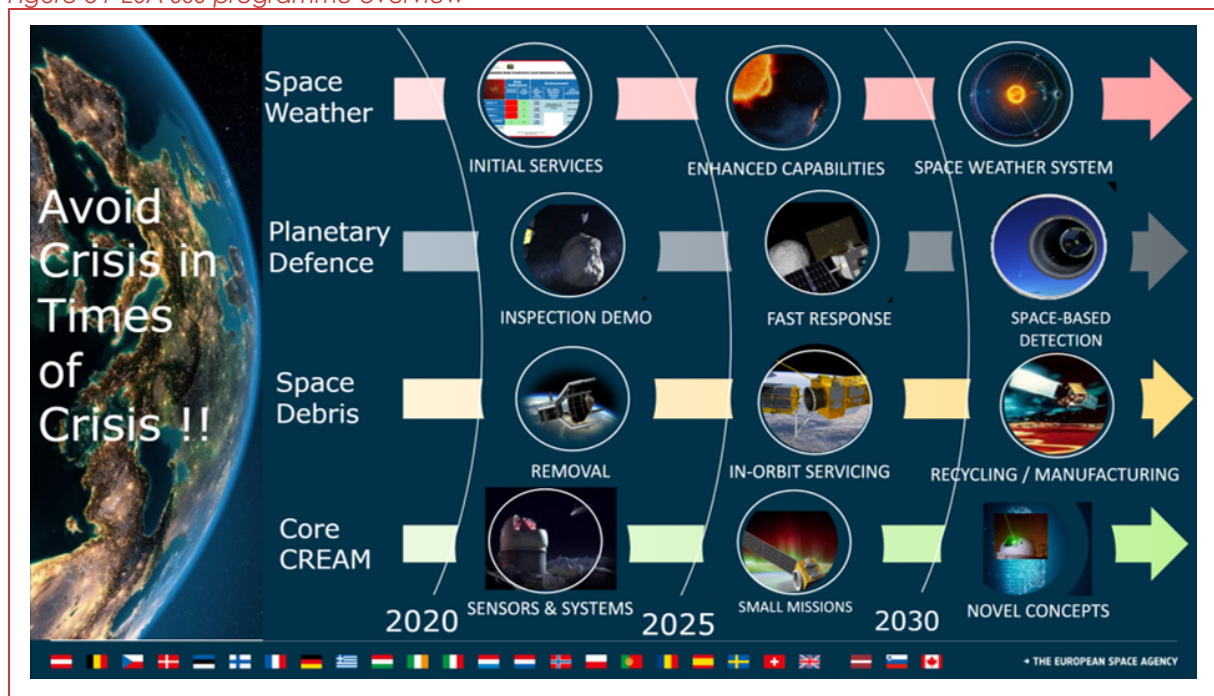 Avoid
Crisis in
Times
of
Crisis !!
Space
Weather
INITIAL SERVICES
ENHANCED CAPABILITIES
SPACE WEATHER SYSTEM
Planetary
Defence
INSPECTION DEMO
FAST RESPONSE
SPACE-BASED
DETECTION
Space
Debris
REMOVAL
IN-ORBIT SERVICING
RECYCLING / MANUFACTURING
Core
CREAM
SENSORS & SYSTEMS
SMALL MISSIONS
NOVEL CONCEPTS
2020
2025
2030
→ THE EUROPEAN SPACE AGENCY